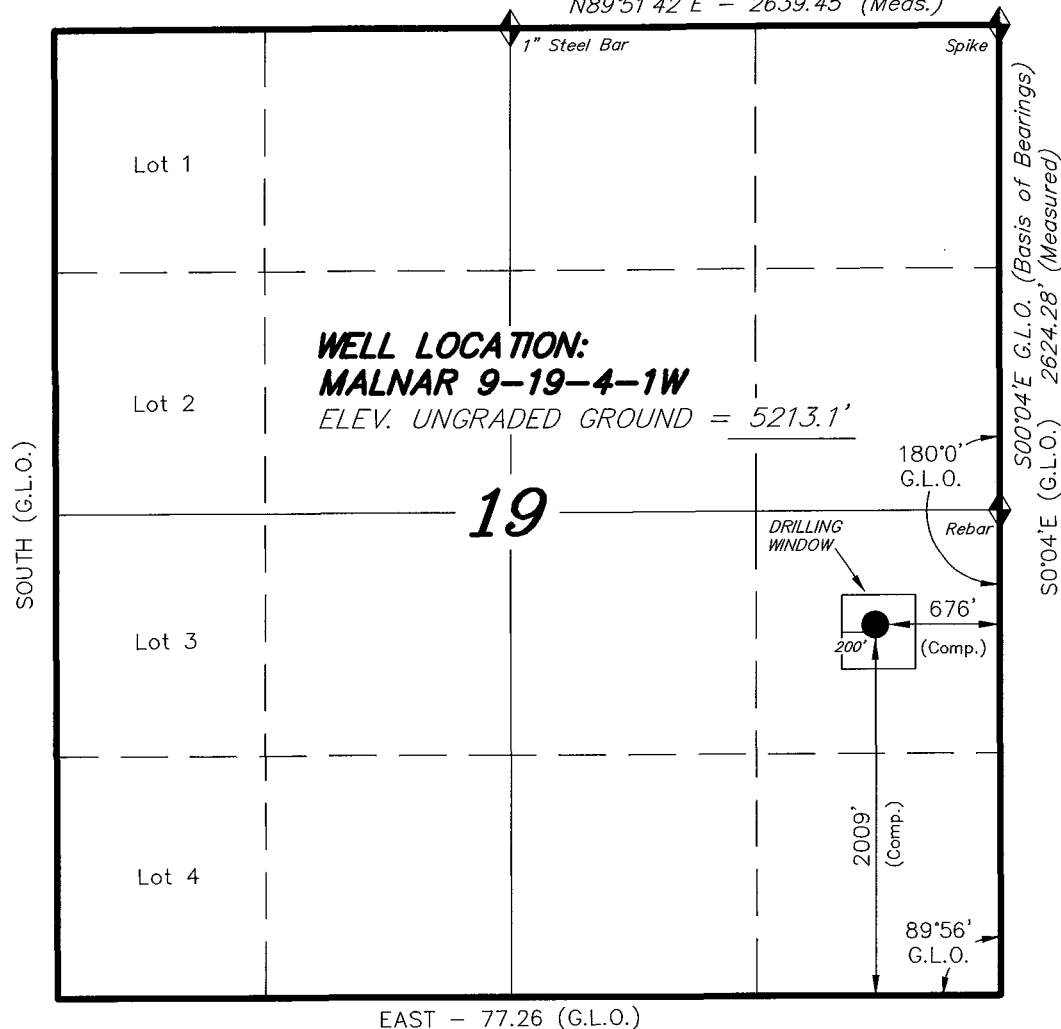 N89°51'42"E - 2639.45' (Meas.)
1" Steel Bar
Spike
Lot 1
S00°04'E G.L.O. (Basis of Bearings)
2624.28' (Measured)
WELL LOCATION:
MALNAR 9-19-4-1W
ELEV. UNGRADED GROUND = 5213.1'
Lot 2
180°0'
G.L.O.
SOUTH (G.L.O.)
19
Rebar
S0°04'E (G.L.O.)
DRILLING
WINDOW
676'
(Comp.)
200'
Lot 3
2009'
(Comp.)
Lot 4
89°56'
G.L.O.
EAST - 77.26 (G.L.O.)